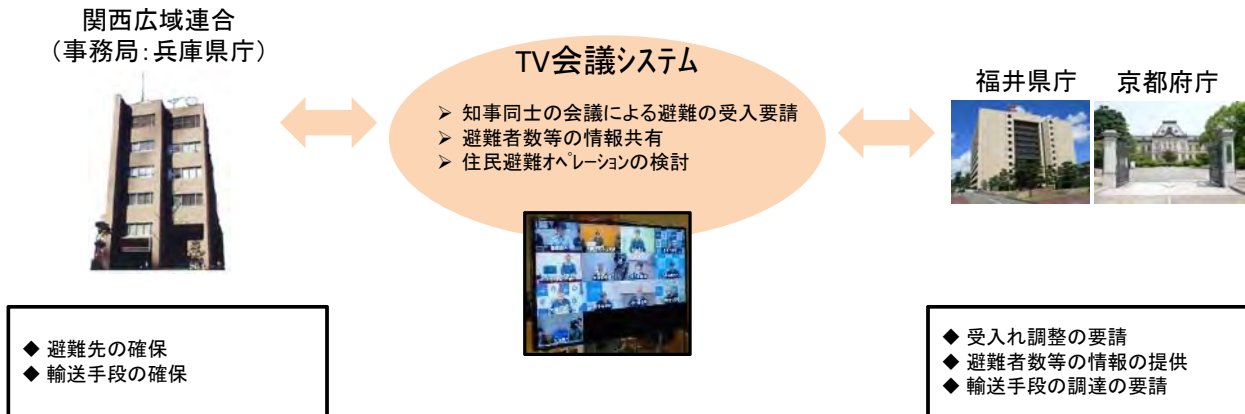 関西広域連合
（事務局：兵庫県庁）
TV会議システム
➢ 知事同士の会議による避難の受入要請
➢ 避難者数等の情報共有
➢ 住民避難ｵﾍﾟﾚｰｼｮﾝの検討
福井県庁
京都府庁
◆ 避難先の確保
◆ 輸送手段の確保
◆ 受入れ調整の要請
◆ 避難者数等の情報の提供
◆ 輸送手段の調達の要請